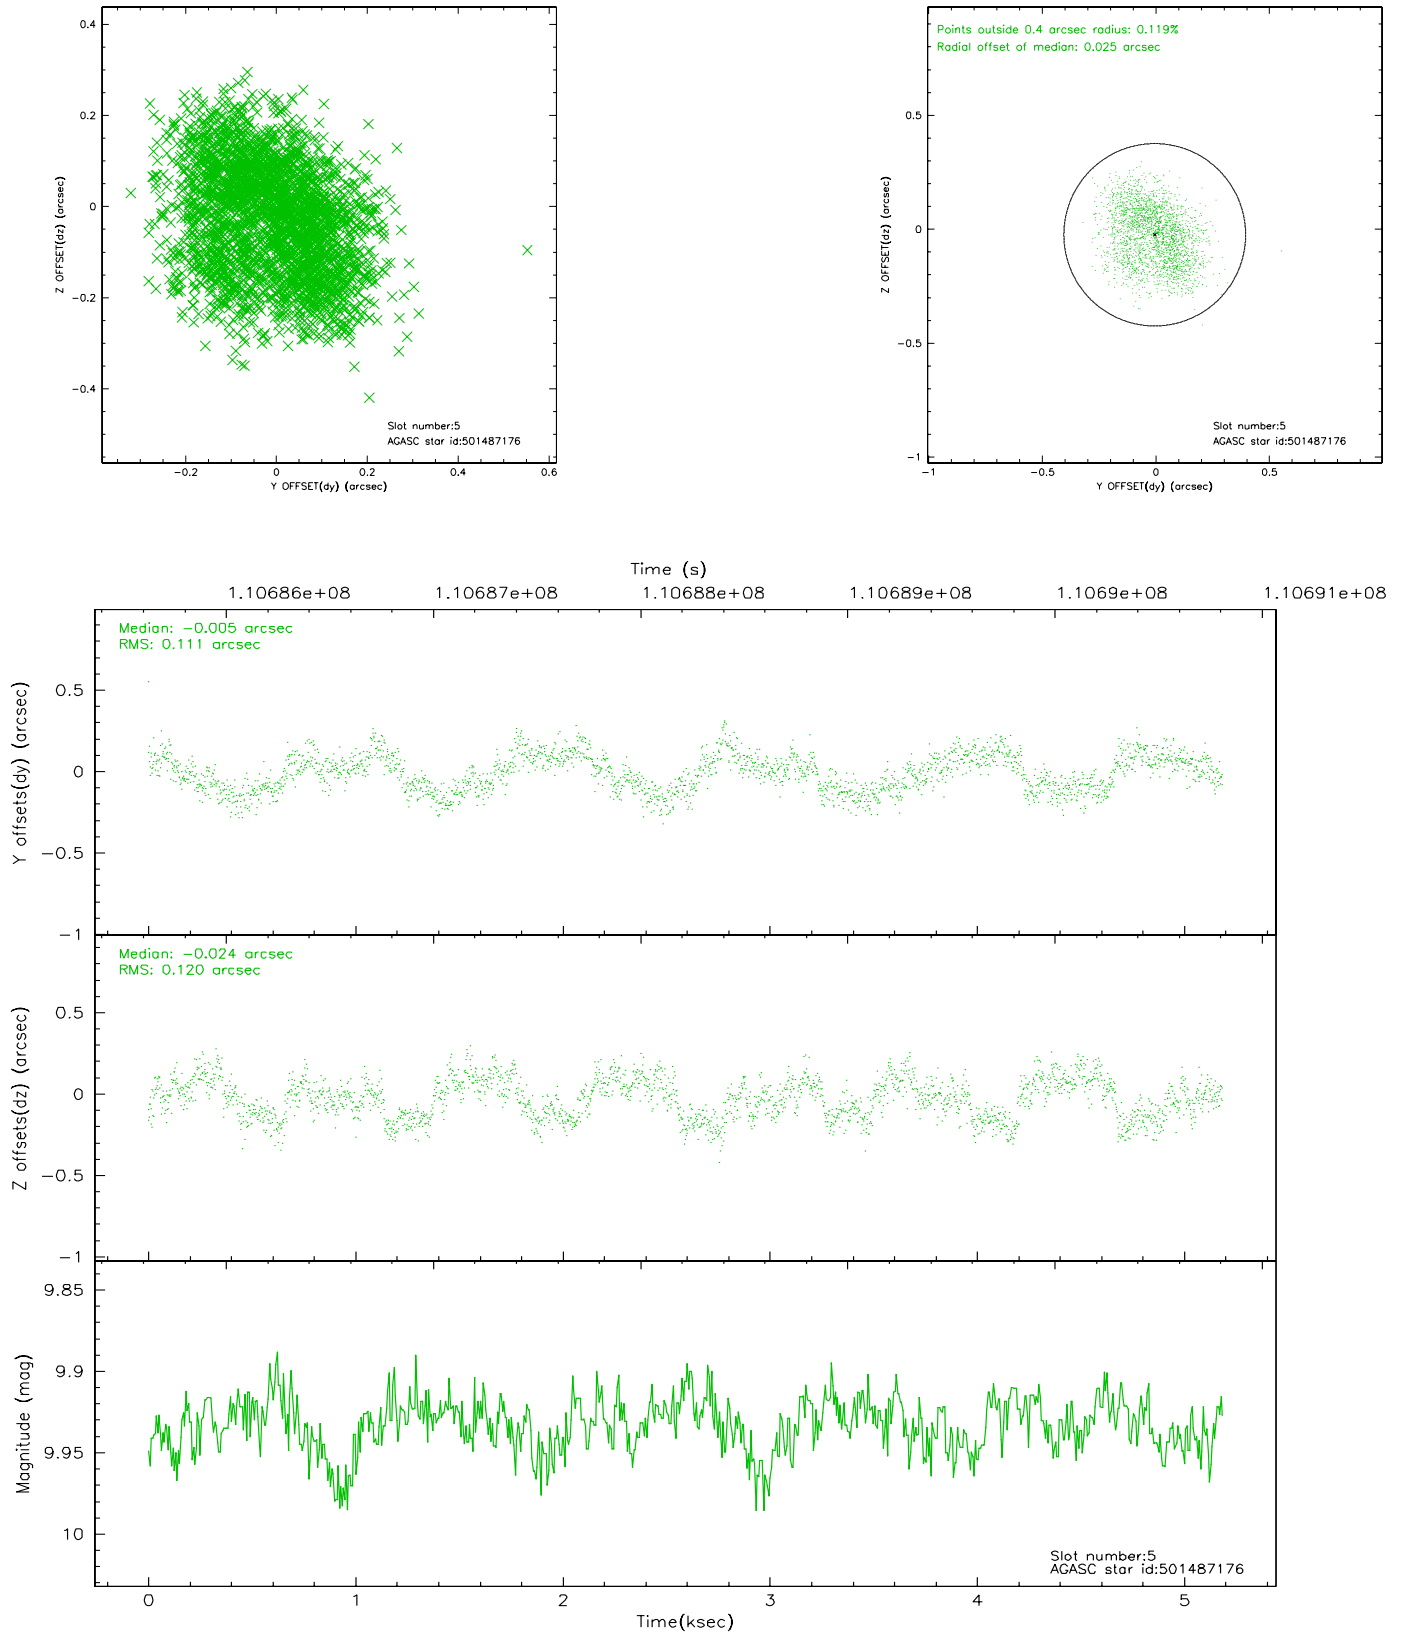 0.4
0.2
0
−0.2
−0.4
Z OFFSET(dz) (arcsec)
−0.2 0 0.2 0.4 0.6
Y OFFSET(dy) (arcsec)
Slot number:5
AGASC star id:501487176
Points outside 0.4 arcsec radius: 0.119%
Radial offset of median: 0.025 arcsec
0.5
0
−0.5
−1
Z OFFSET(dz) (arcsec)
−1 −0.5 0 0.5
Y OFFSET(dy) (arcsec)
Slot number:5
AGASC star id:501487176
Time (s)
1.10686e+08 1.10687e+08 1.10688e+08 1.10689e+08 1.1069e+08 1.10691e+08
Median: −0.005 arcsec
RMS: 0.111 arcsec
0.5
0
−0.5
−1
Y offsets(dy) (arcsec)
Median: −0.024 arcsec
RMS: 0.120 arcsec
0.5
0
−0.5
−1
Z offsets(dz) (arcsec)
9.85
9.9
9.95
10
Magnitude (mag)
Slot number:5
AGASC star id:501487176
0 1 2 3 4 5
Time(ksec)